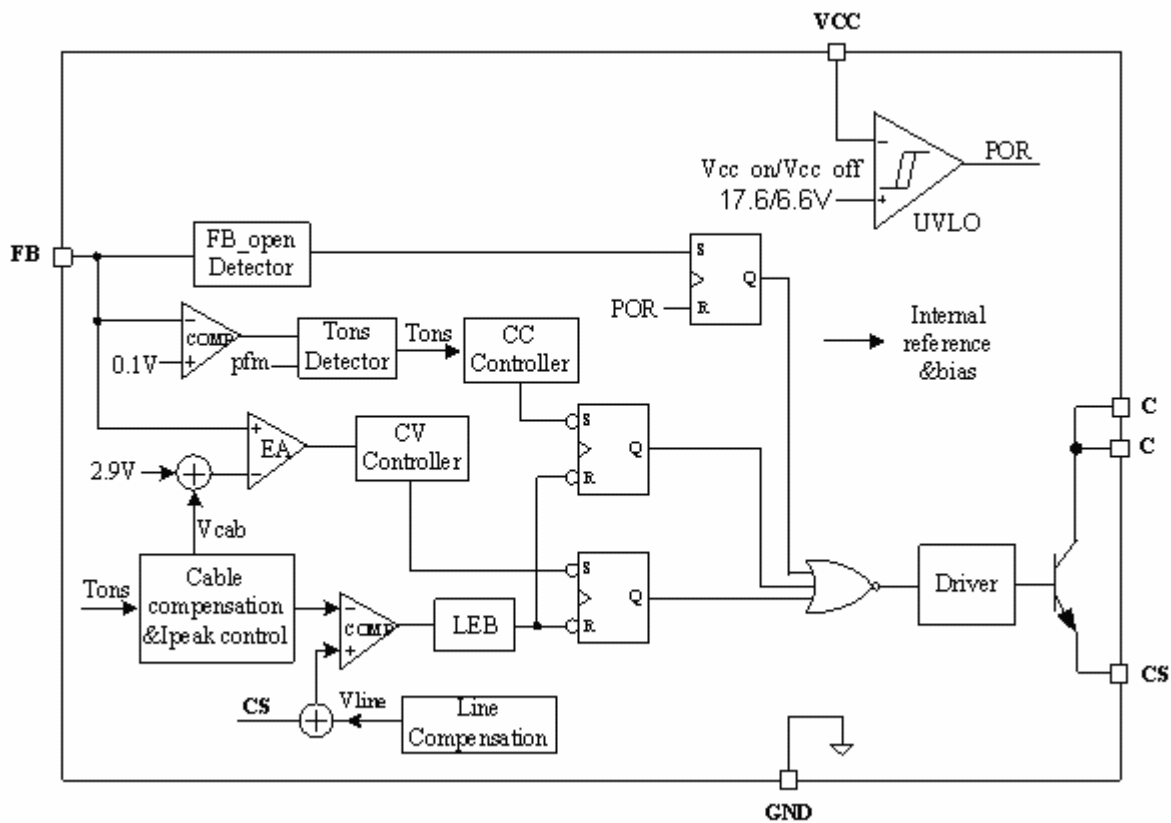 VCC
POR
Vcc on/Vcc off
17.6/6.6V
UVLO
FB
FB_open
Detector
S
Q
R
POR
COMP
0.1V
pfm
Tons
Detector
Tons
CC
Controller
Internal
reference
&bias
C
C
EA
2.9V
CV
Controller
S
Q
R
Vcab
Tons
Cable
compensation
&Ipeak control
COMP
LEB
S
Q
R
Driver
CS
CS
Vline
Line
Compensation
GND